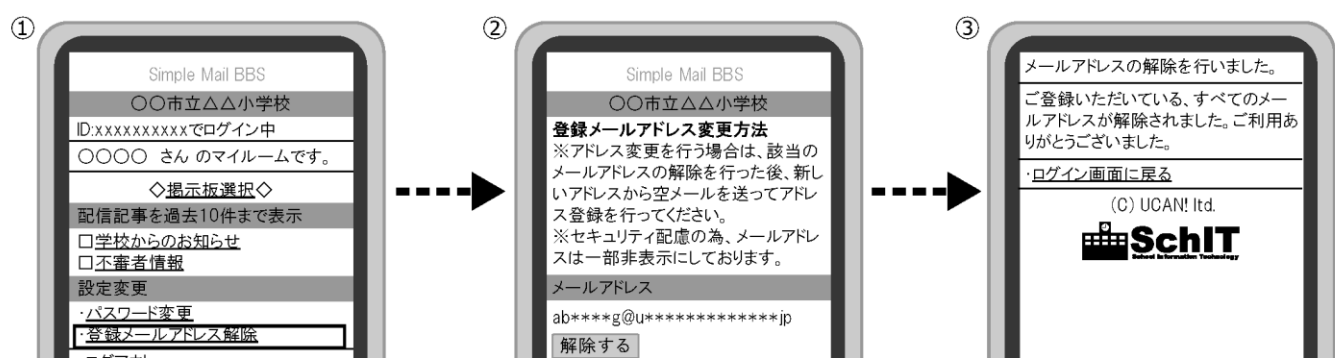 ①
Simple Mail BBS
〇〇市立△△小学校
ID:xxxxxxxxxxでログイン中
〇〇〇〇 さん のマイルームです。
◇掲示板選択◇
配信記事を過去10件まで表示
□学校からのお知らせ
□不審者情報
設定変更
・パスワード変更
・登録メールアドレス解除
②
Simple Mail BBS
〇〇市立△△小学校
登録メールアドレス変更方法
※アドレス変更を行う場合は、該当の
メールアドレスの解除を行った後、新し
いアドレスから空メールを送ってアドレ
ス登録を行ってください。
※セキュリティ配慮の為、メールアドレ
スは一部非表示にしております。
メールアドレス
ab****g@u*************jp
解除する
③
メールアドレスの解除を行いました。
ご登録いただいている、すべてのメー
ルアドレスが解除されました。ご利用あ
りがとうございました。
・ログイン画面に戻る
(C) UCAN! ltd.
SchIT
School Information Technology